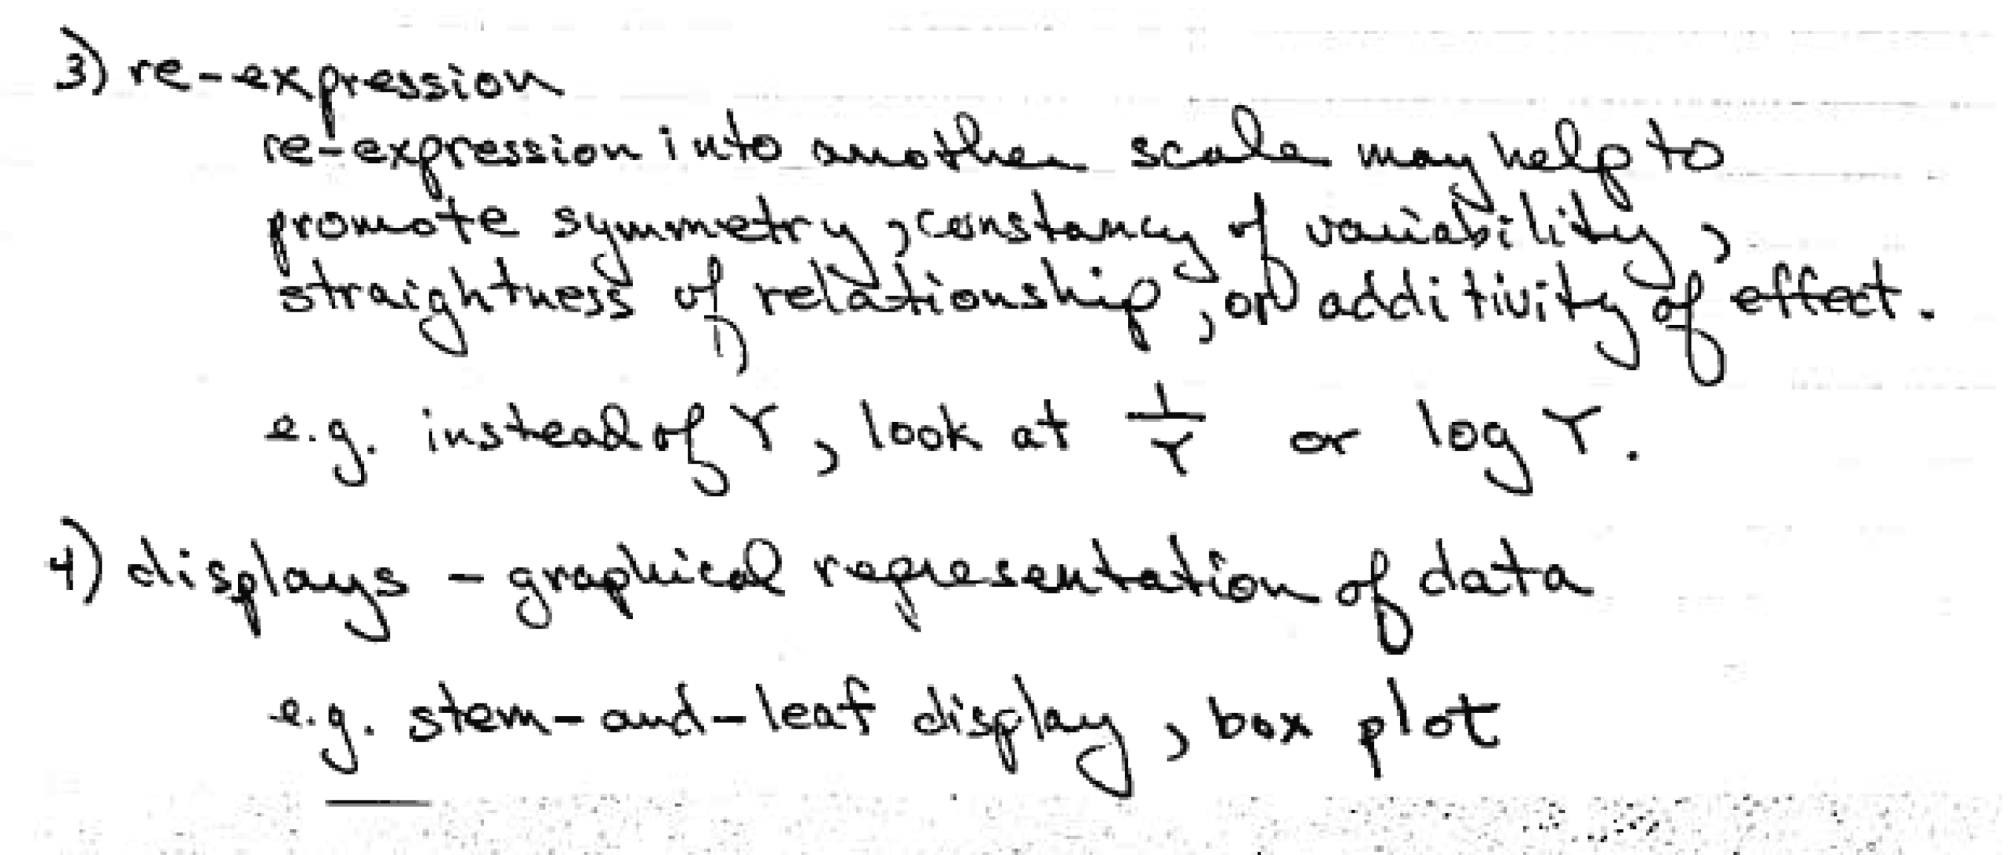 3) re-expression
re-expression into another scale may help to
promote symmetry, constancy of variability,
straightness of relationship, or additivity of effect.
e.g. instead of Y, look at 1/Y or log Y.
4) displays - graphical representation of data
e.g. stem-and-leaf display, box plot